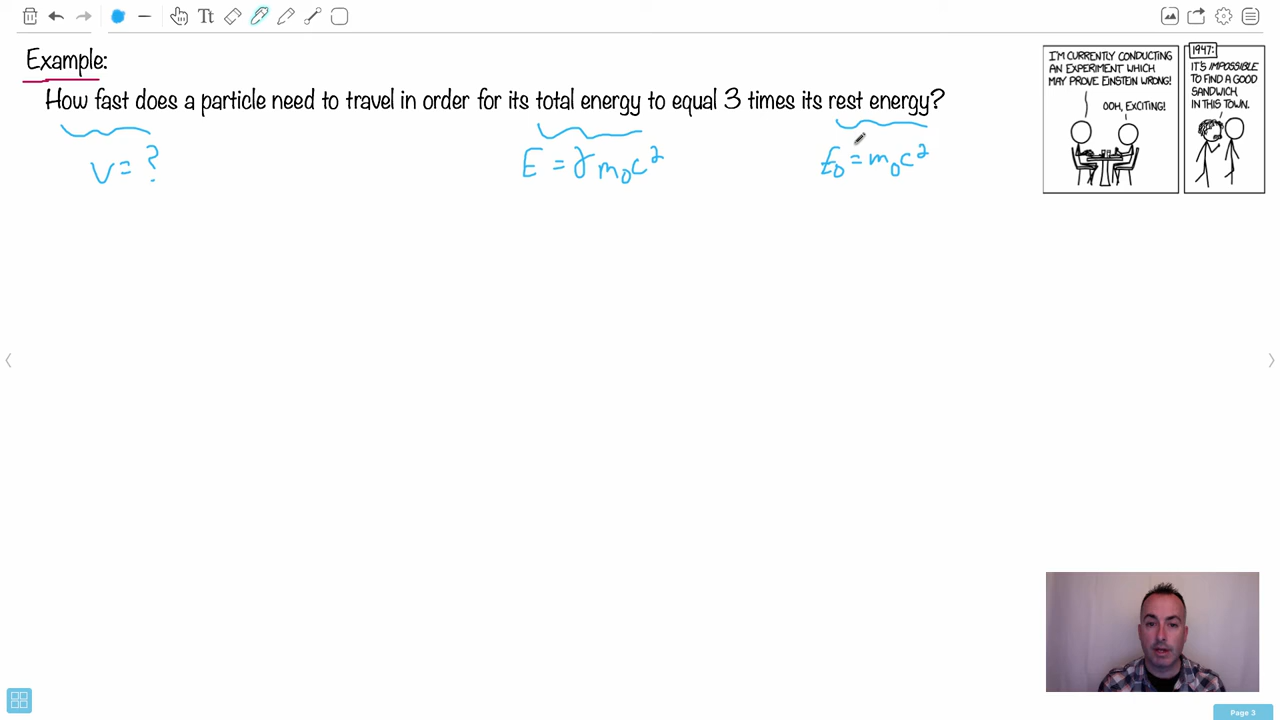 Tt
Example:
How fast does a particle need to travel in order for its total energy to equal 3 times its rest energy?
v = ?
E = γ m₀c²
E₀ = m₀c²
I'M CURRENTLY CONDUCTING
AN EXPERIMENT WHICH
MAY PROVE EINSTEIN WRONG!
OOH, EXCITING!
1947:
IT'S IMPOSSIBLE
TO FIND A GOOD
SANDWICH
IN THIS TOWN.
Page 3